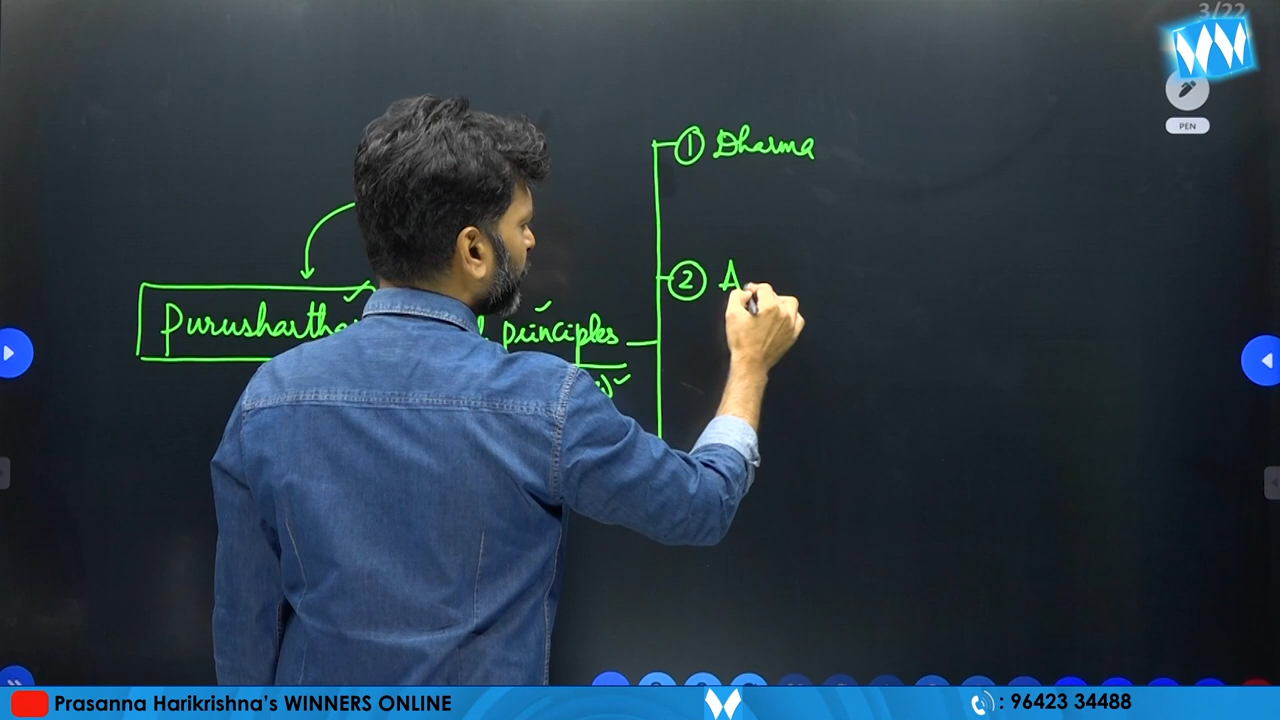 3/22
W
PEN
① Dharma
② A
Purushartha
principles
Prasanna Harikrishna's WINNERS ONLINE
W
: 96423 34488